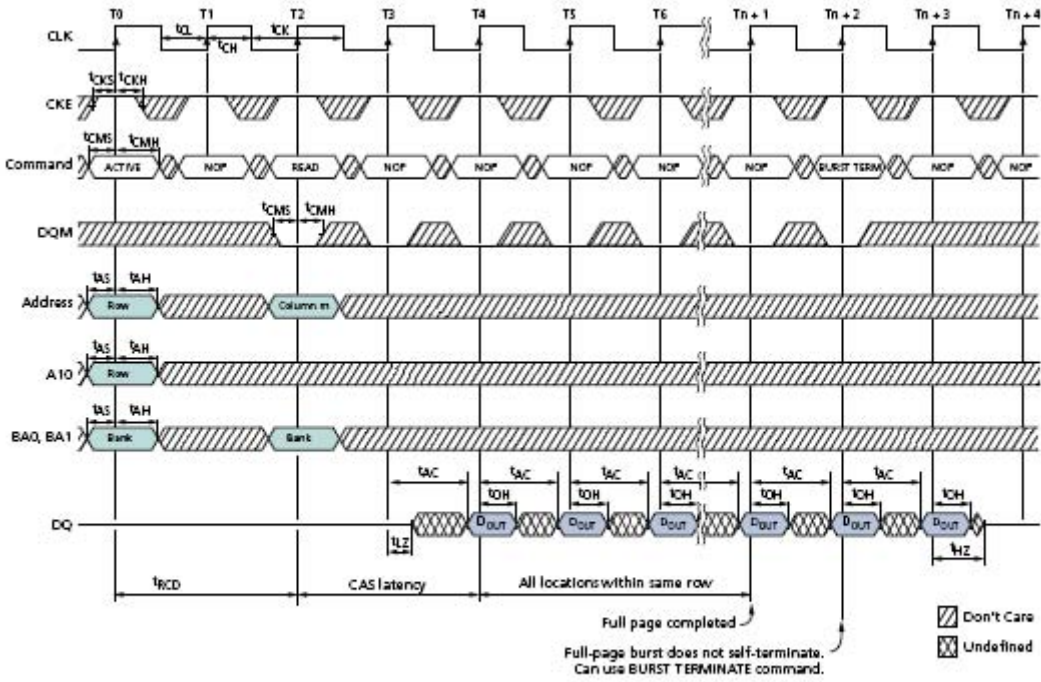 T0 T1 T2 T3 T4 T5 T6 Tn + 1 Tn + 2 Tn + 3 Tn + 4
CLK tCL tCH tCK
tCKS tCKH
CKE
tCMS tCMH
Command ACTIVE NOP READ NOP NOP NOP NOP NOP BURST TERM NOP NOP
tCMS tCMH
DQM
tAS tAH
Address Row Column m
tAS tAH
A10 Row
tAS tAH
BA0, BA1 Bank Bank
tAC tAC tAC tAC tAC tAC
tOH tOH tOH tOH tOH tOH
DQ DOUT DOUT DOUT DOUT DOUT DOUT
tLZ tHZ
tRCD CAS latency All locations within same row
Full page completed
Full-page burst does not self-terminate.
Can use BURST TERMINATE command.
Don't Care
Undefined